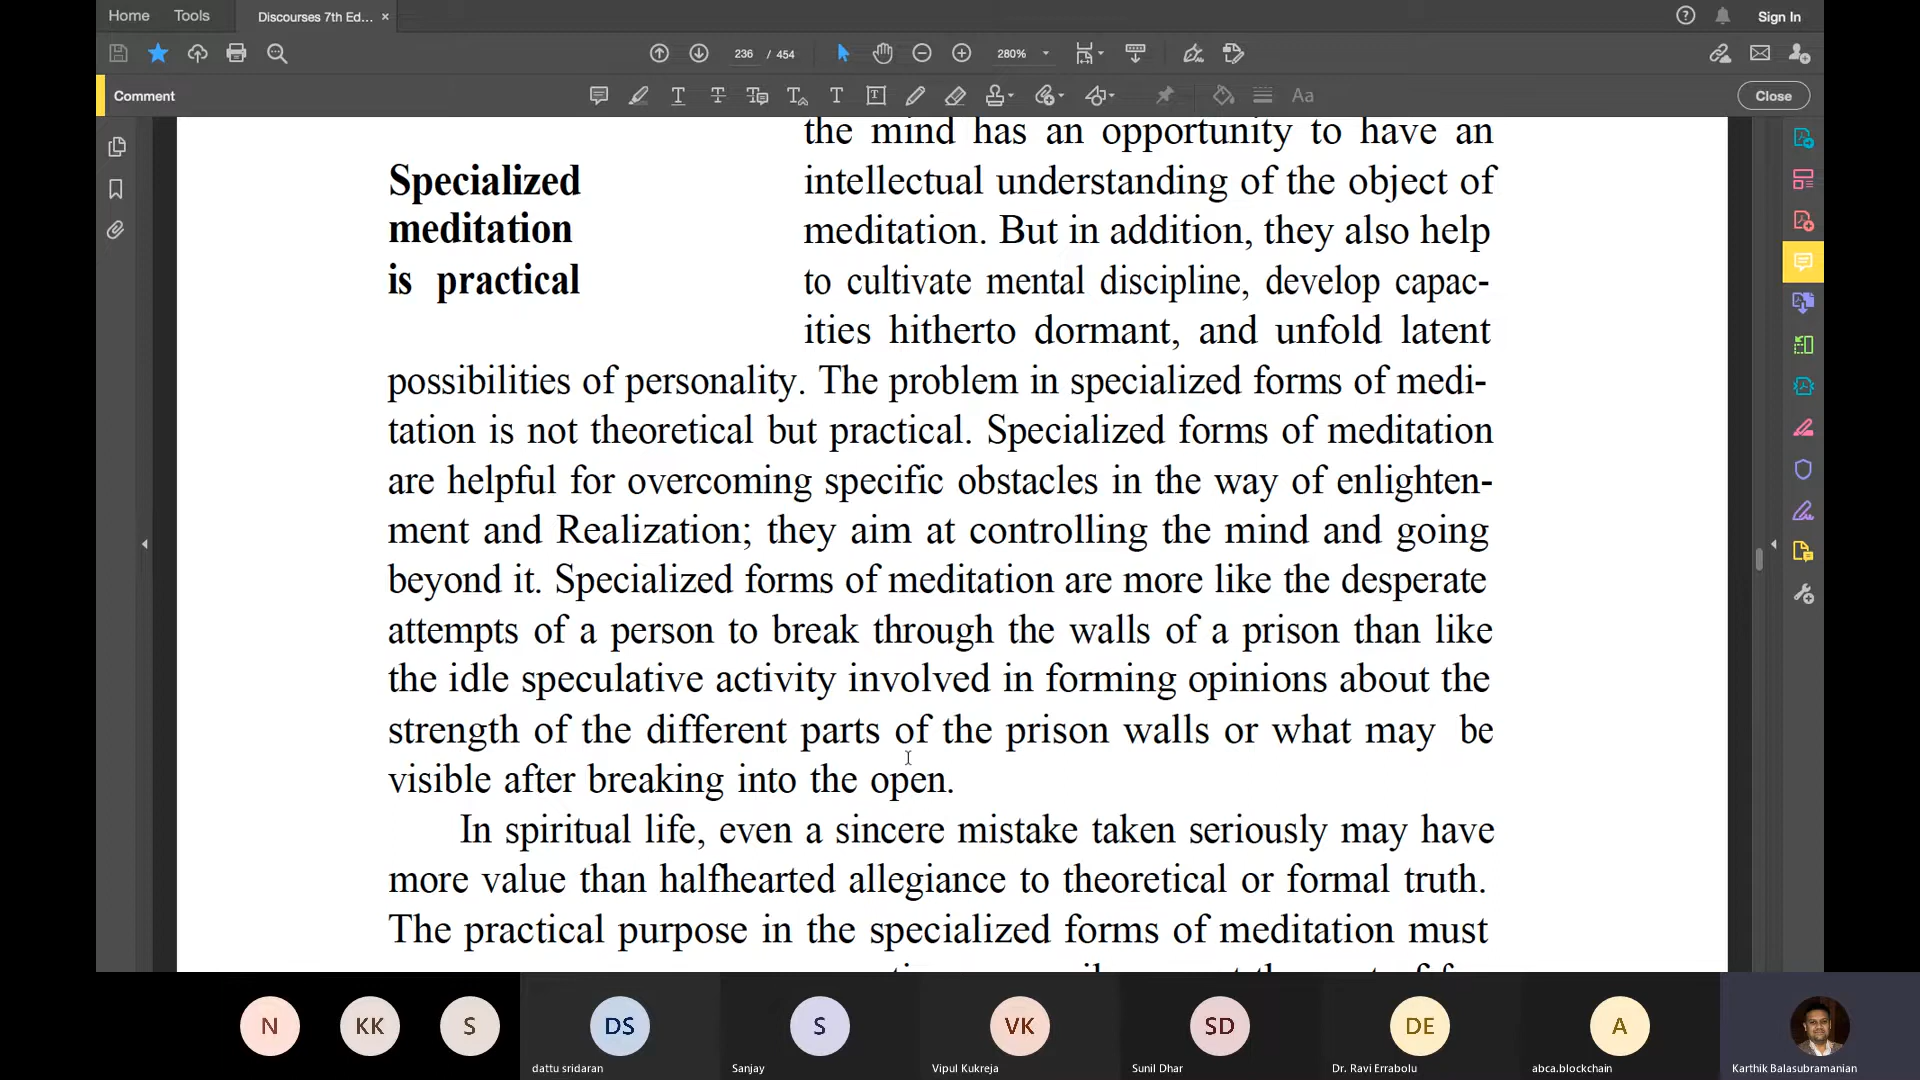 Home
Tools
Discourses 7th Ed...
Sign In
236 / 454
280%
Comment
Close
the mind has an opportunity to have an
Specialized
meditation
is practical
intellectual understanding of the object of
meditation. But in addition, they also help
to cultivate mental discipline, develop capac-
ities hitherto dormant, and unfold latent
possibilities of personality. The problem in specialized forms of medi-
tation is not theoretical but practical. Specialized forms of meditation
are helpful for overcoming specific obstacles in the way of enlighten-
ment and Realization; they aim at controlling the mind and going
beyond it. Specialized forms of meditation are more like the desperate
attempts of a person to break through the walls of a prison than like
the idle speculative activity involved in forming opinions about the
strength of the different parts of the prison walls or what may be
visible after breaking into the open.
In spiritual life, even a sincere mistake taken seriously may have
more value than halfhearted allegiance to theoretical or formal truth.
The practical purpose in the specialized forms of meditation must
N
KK
S
DS
S
VK
SD
DE
A
dattu sridaran
Sanjay
Vipul Kukreja
Sunil Dhar
Dr. Ravi Errabolu
abca.blockchain
Karthik Balasubramanian